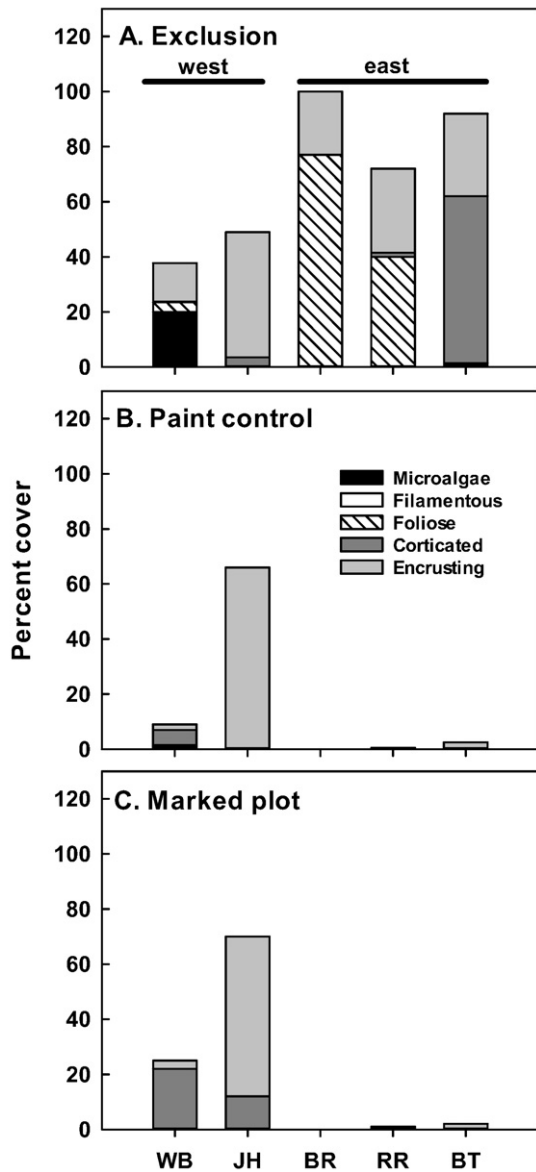 A. Exclusion
west east
120
100
80
60
40
20
0
B. Paint control
120
100
80
60
40
20
0
Microalgae
Filamentous
Foliose
Corticated
Encrusting
Percent cover
C. Marked plot
120
100
80
60
40
20
0
WB JH BR RR BT